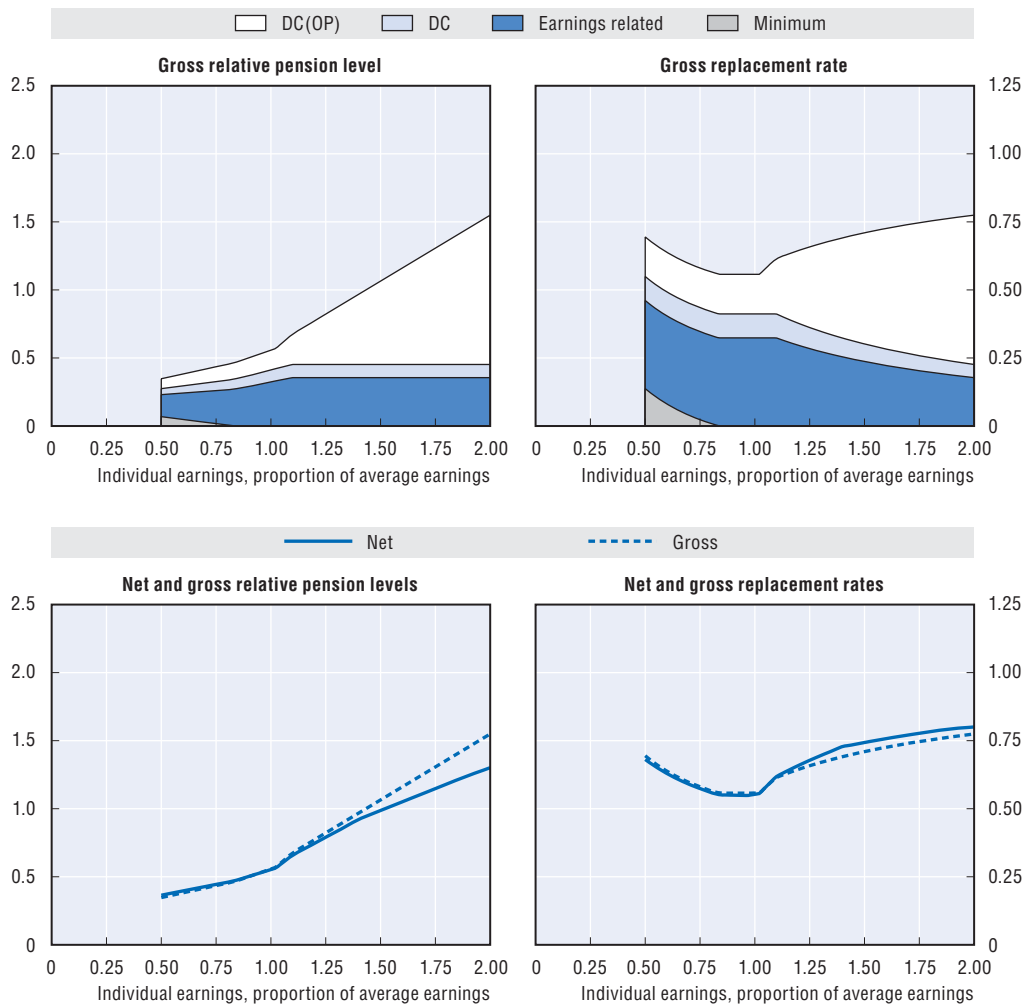 DC(OP) DC Earnings related Minimum
Gross relative pension level
2.5
2.0
1.5
1.0
0.5
0
0 0.25 0.50 0.75 1.00 1.25 1.50 1.75 2.00
Individual earnings, proportion of average earnings
Gross replacement rate
1.25
1.00
0.75
0.50
0.25
0
0 0.25 0.50 0.75 1.00 1.25 1.50 1.75 2.00
Individual earnings, proportion of average earnings
Net Gross
Net and gross relative pension levels
2.5
2.0
1.5
1.0
0.5
0
0 0.25 0.50 0.75 1.00 1.25 1.50 1.75 2.00
Individual earnings, proportion of average earnings
Net and gross replacement rates
1.25
1.00
0.75
0.50
0.25
0
0 0.25 0.50 0.75 1.00 1.25 1.50 1.75 2.00
Individual earnings, proportion of average earnings